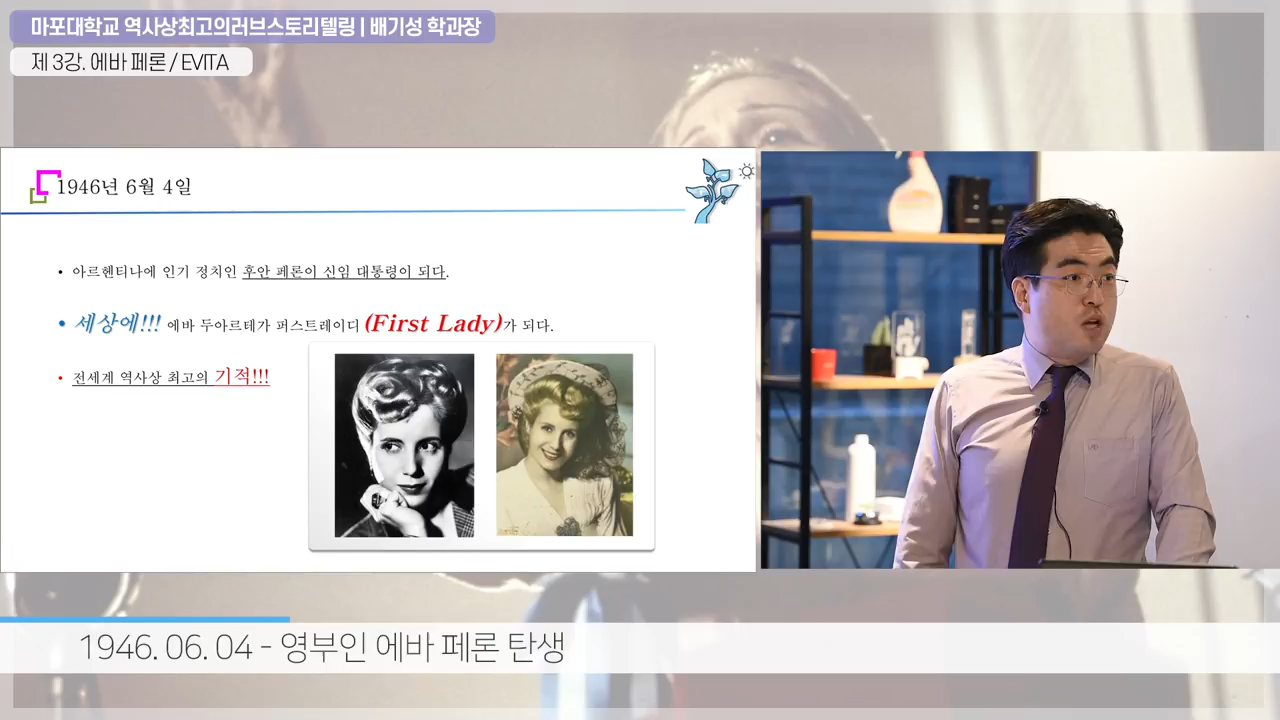 마포대학교 역사상최고의러브스토리텔링 | 배기성 학과장
제 3강. 에바 페론 / EVITA
1946년 6월 4일
• 아르헨티나에 인기 정치인 후안 페론이 신임 대통령이 되다.
• 세상에!!! 에바 두아르테가 퍼스트레이디 (First Lady)가 되다.
• 전세계 역사상 최고의 기적!!!
1946. 06. 04 - 영부인 에바 페론 탄생